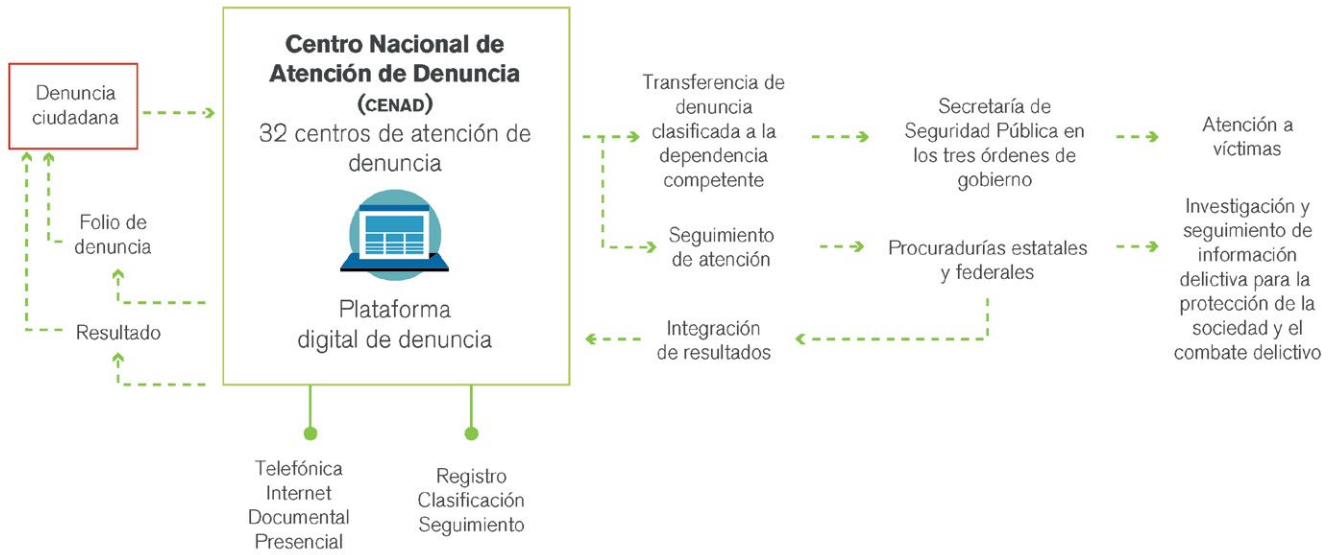 Denuncia
ciudadana
Folio de
denuncia
Resultado
Centro Nacional de
Atención de Denuncia
(CENAD)
32 centros de atención de
denuncia
Plataforma
digital de denuncia
Telefónica
Internet
Documental
Presencial
Registro
Clasificación
Seguimiento
Transferencia de
denuncia
clasificada a la
dependencia
competente
Secretaría de
Seguridad Pública en
los tres órdenes de
gobierno
Atención a
víctimas
Seguimiento
de atención
Procuradurías estatales
y federales
Investigación y
seguimiento de
información
delictiva para la
protección de la
sociedad y el
combate delictivo
Integración
de resultados